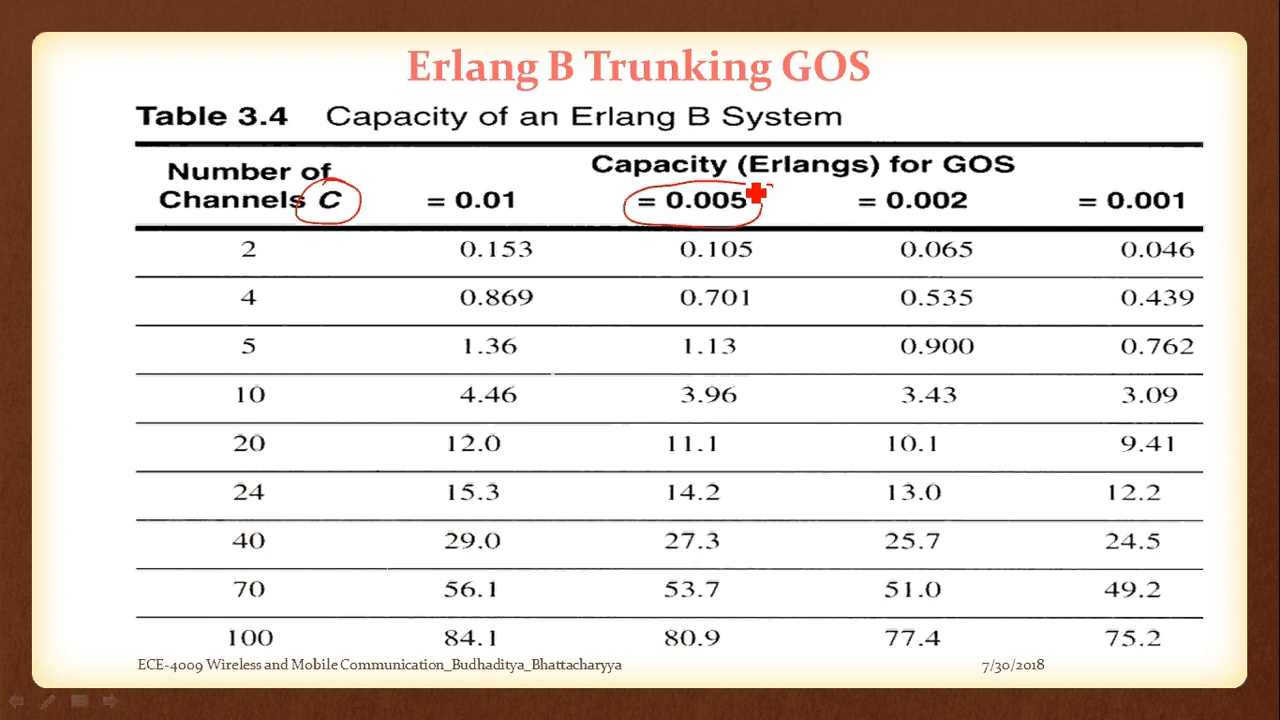 Erlang B Trunking GOS
Table 3.4 Capacity of an Erlang B System
Number of Channels C Capacity (Erlangs) for GOS
= 0.01 = 0.005 = 0.002 = 0.001
2 0.153 0.105 0.065 0.046
4 0.869 0.701 0.535 0.439
5 1.36 1.13 0.900 0.762
10 4.46 3.96 3.43 3.09
20 12.0 11.1 10.1 9.41
24 15.3 14.2 13.0 12.2
40 29.0 27.3 25.7 24.5
70 56.1 53.7 51.0 49.2
100 84.1 80.9 77.4 75.2
ECE-4009 Wireless and Mobile Communication_Budhaditya_Bhattacharyya 7/30/2018